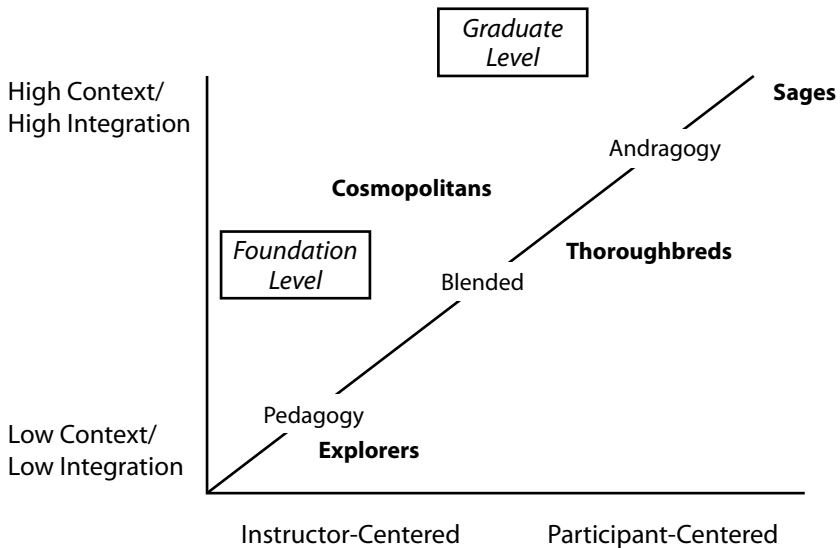 Graduate
Level
High Context/
High Integration
Sages
Andragogy
Cosmopolitans
Foundation
Level
Thoroughbreds
Blended
Pedagogy
Low Context/
Low Integration
Explorers
Instructor-Centered
Participant-Centered